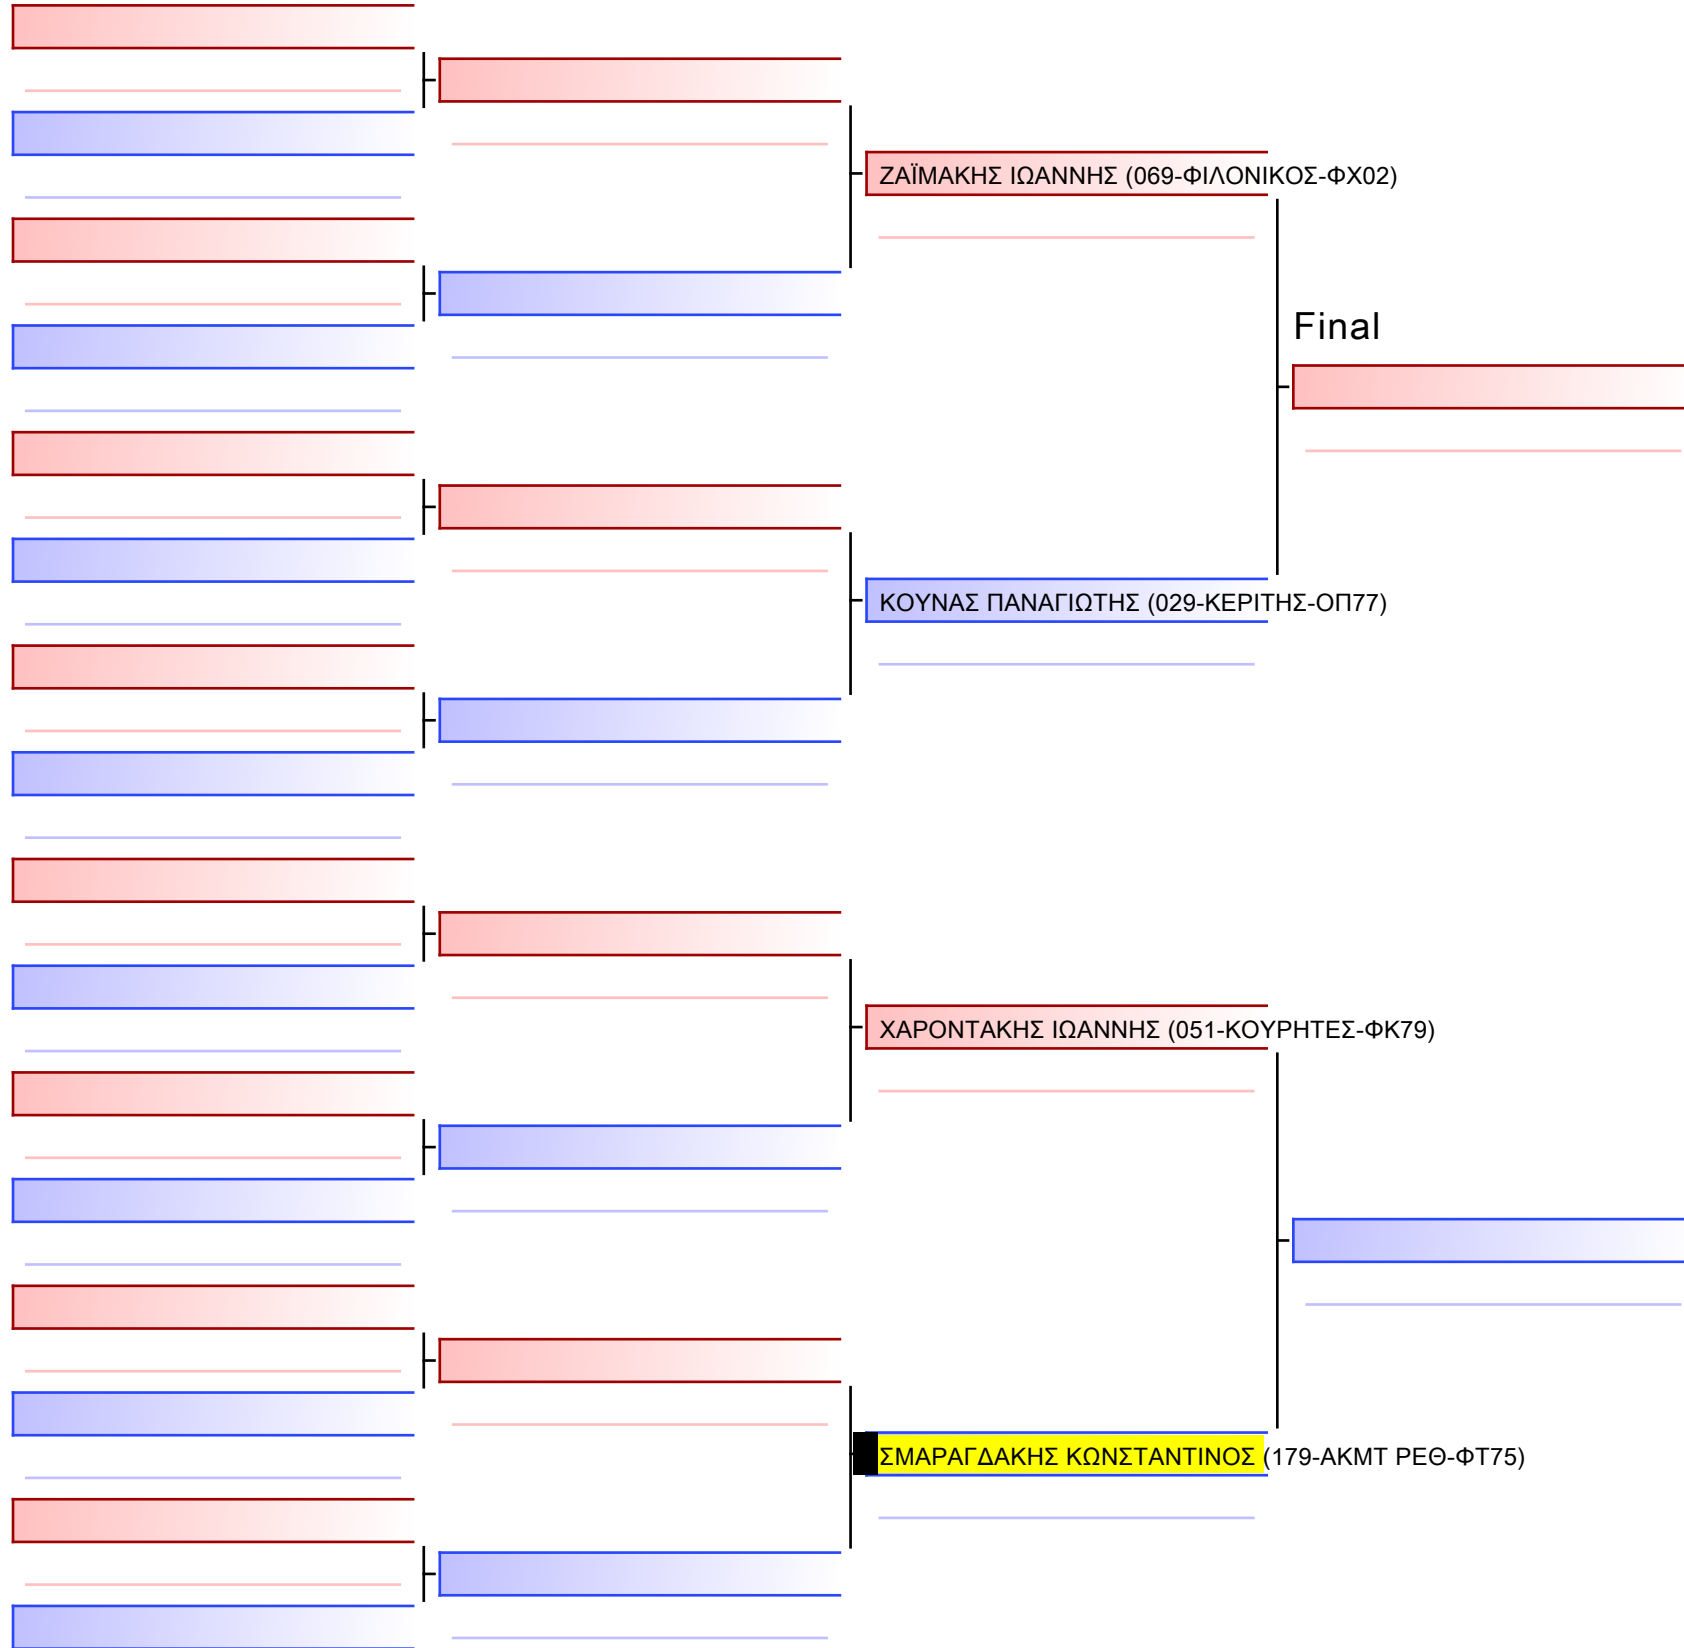 ΖΑΪΜΑΚΗΣ ΙΩΑΝΝΗΣ (069-ΦΙΛΟΝΙΚΟΣ-ΦΧ02)
Final
ΚΟΥΝΑΣ ΠΑΝΑΓΙΩΤΗΣ (029-ΚΕΡΙΤΗΣ-ΟΠ77)
ΧΑΡΟΝΤΑΚΗΣ ΙΩΑΝΝΗΣ (051-ΚΟΥΡΗΤΕΣ-ΦΚ79)
ΣΜΑΡΑΓΔΑΚΗΣ ΚΩΝΣΤΑΝΤΙΝΟΣ (179-ΑΚΜΤ ΡΕΘ-ΦΤ75)